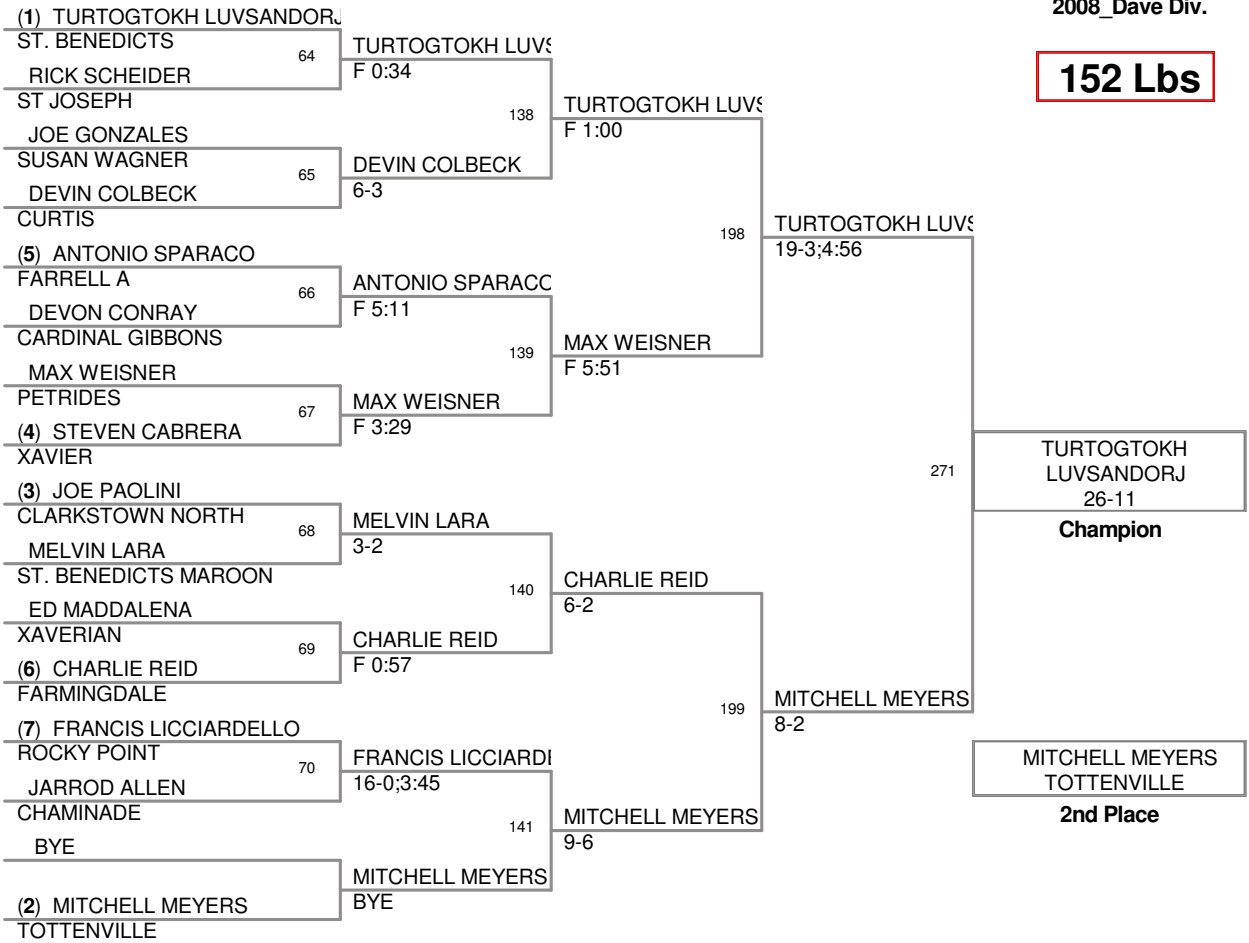 2008_Dave Div.
152 Lbs
(1) TURTOGTOKH LUVSANDORJ
ST. BENEDICTS
64
RICK SCHEIDER
ST JOSEPH
JOE GONZALES
SUSAN WAGNER
65
DEVIN COLBECK
CURTIS
(5) ANTONIO SPARACO
FARRELL A
66
DEVON CONRAY
CARDINAL GIBBONS
MAX WEISNER
PETRIDES
67
(4) STEVEN CABRERA
XAVIER
(3) JOE PAOLINI
CLARKSTOWN NORTH
68
MELVIN LARA
ST. BENEDICTS MAROON
ED MADDALENA
XAVERIAN
69
(6) CHARLIE REID
FARMINGDALE
(7) FRANCIS LICCIARDELLO
ROCKY POINT
70
JARROD ALLEN
CHAMINADE
BYE
(2) MITCHELL MEYERS
TOTTENVILLE
TURTOGTOKH LUVS
F 0:34
138
DEVIN COLBECK
6-3
ANTONIO SPARACO
F 5:11
139
MAX WEISNER
F 3:29
MELVIN LARA
3-2
140
CHARLIE REID
F 0:57
FRANCIS LICCIARDE
16-0;3:45
141
MITCHELL MEYERS
BYE
TURTOGTOKH LUVS
F 1:00
198
MAX WEISNER
F 5:51
CHARLIE REID
6-2
199
MITCHELL MEYERS
9-6
TURTOGTOKH LUVS
19-3;4:56
271
MITCHELL MEYERS
8-2
TURTOGTOKH
LUVSANDORJ
26-11
Champion
MITCHELL MEYERS
TOTTENVILLE
2nd Place